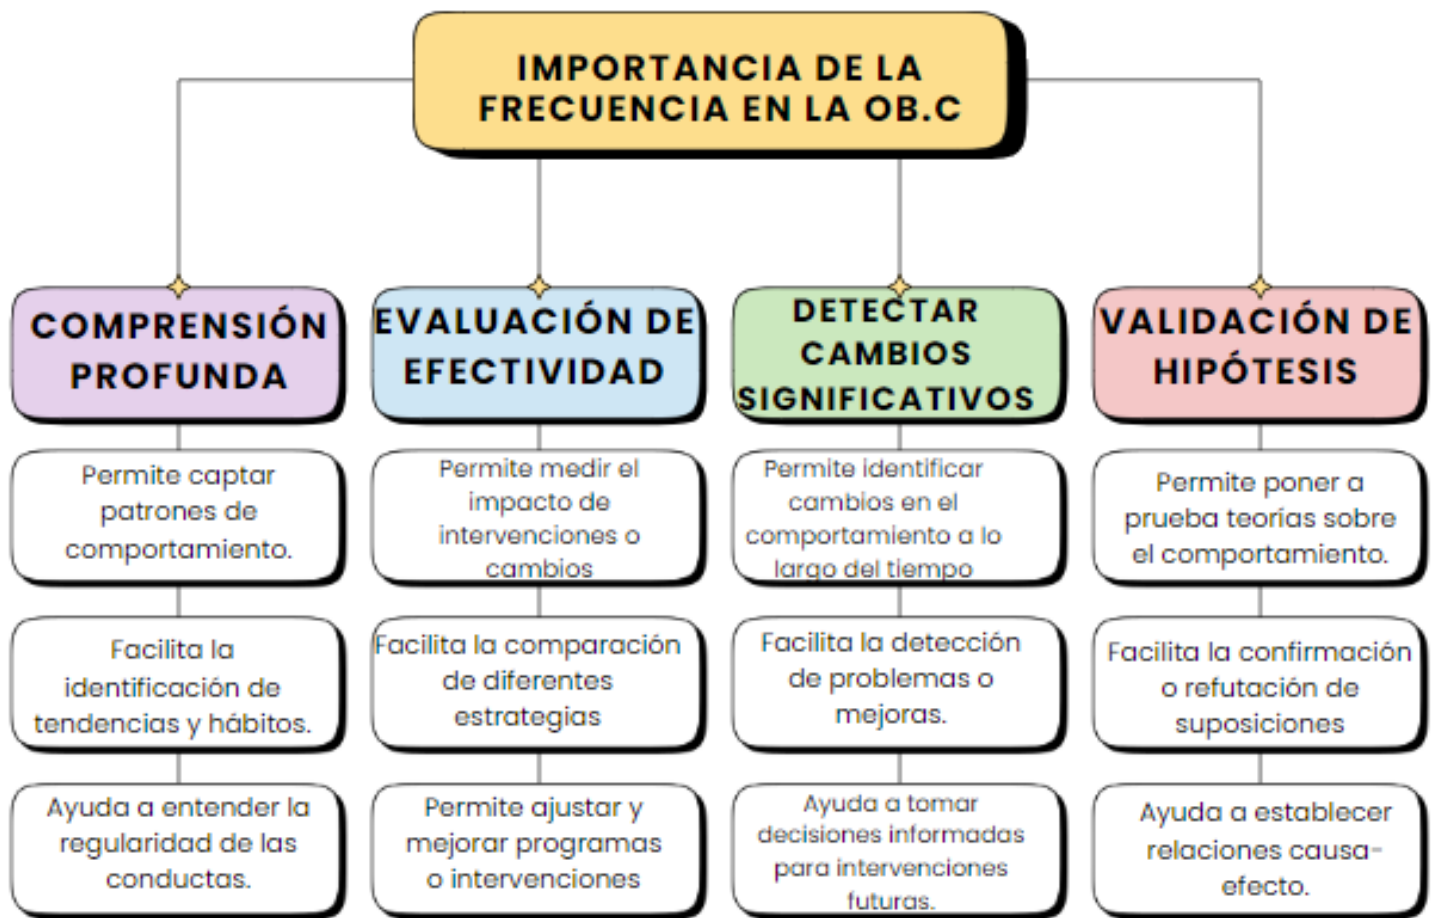 IMPORTANCIA DE LA
FRECUENCIA EN LA OB.C
COMPRENSIÓN
PROFUNDA
Permite captar
patrones de
comportamiento.
Facilita la
identificación de
tendencias y hábitos.
Ayuda a entender la
regularidad de las
conductas.
EVALUACIÓN DE
EFECTIVIDAD
Permite medir el
impacto de
intervenciones o
cambios
Facilita la comparación
de diferentes
estrategias
Permite ajustar y
mejorar programas
o intervenciones
DETECTAR
CAMBIOS
SIGNIFICATIVOS
Permite identificar
cambios en el
comportamiento a lo
largo del tiempo
Facilita la detección
de problemas o
mejoras.
Ayuda a tomar
decisiones informadas
para intervenciones
futuras.
VALIDACIÓN DE
HIPÓTESIS
Permite poner a
prueba teorías sobre
el comportamiento.
Facilita la confirmación
o refutación de
suposiciones
Ayuda a establecer
relaciones causa-
efecto.